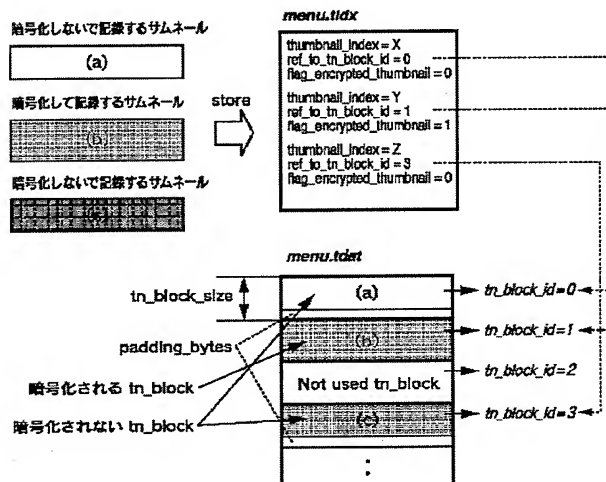 暗号化しないで記録するサムネール
(a)
暗号化して記録するサムネール
(b)
暗号化しないで記録するサムネール
(c)
store
menu.tidx
thumbnail_index = X
ref_to_tn_block_id = 0
flag_encrypted_thumbnail = 0
thumbnail_index = Y
ref_to_tn_block_id = 1
flag_encrypted_thumbnail = 1
thumbnail_index = Z
ref_to_tn_block_id = 3
flag_encrypted_thumbnail = 0
menu.tdat
tn_block_size
padding_bytes
暗号化される tn_block
暗号化されない tn_block
(a)
(b)
Not used tn_block
(c)
:
tn_block_id=0
tn_block_id=1
tn_block_id=2
tn_block_id=3